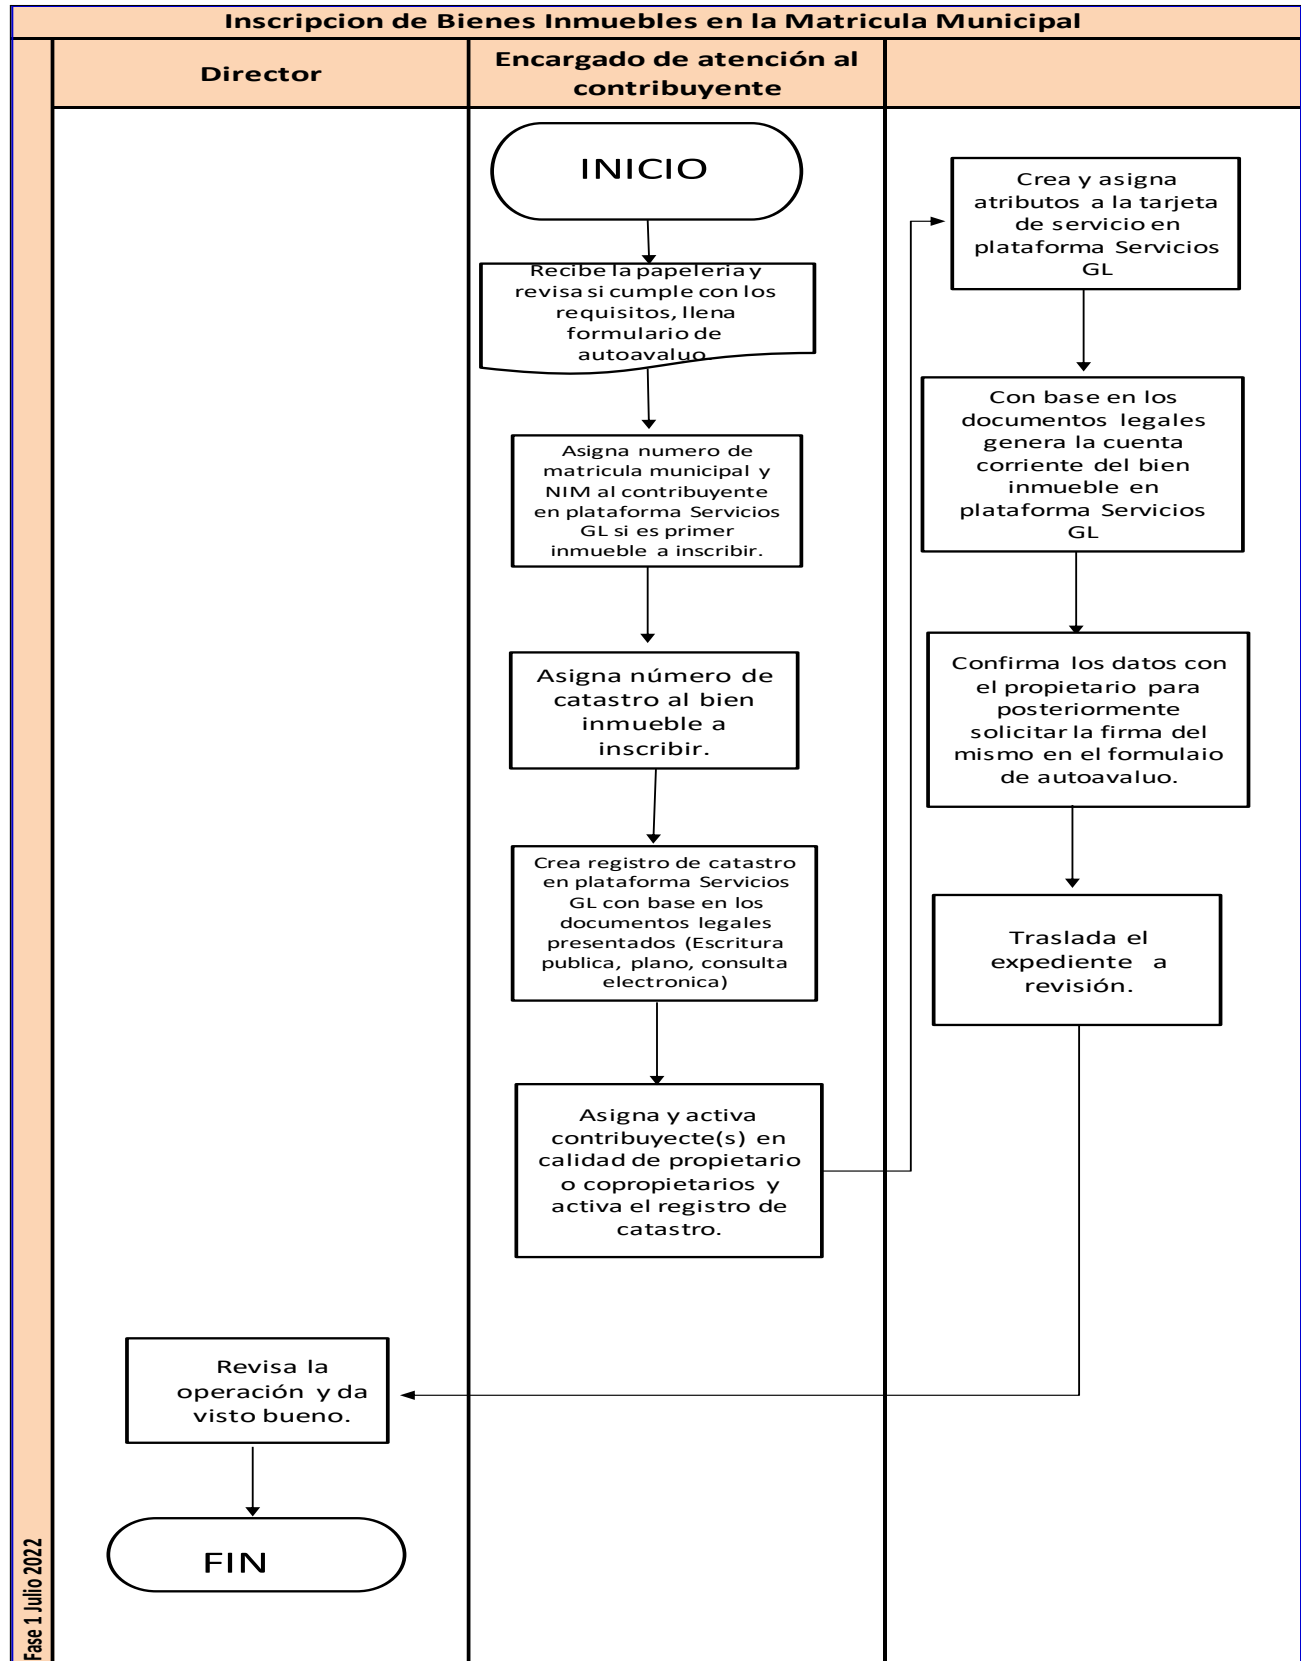 Inscripcion de Bienes Inmuebles en la Matricula Municipal
Director
Encargado de atención al
contribuyente
INICIO
Recibe la papeleria y
revisa si cumple con los
requisitos, llena
formulario de
autoavaluo.
Asigna numero de
matricula municipal y
NIM al contribuyente
en plataforma Servicios
GL si es primer
inmueble a inscribir.
Asigna número de
catastro al bien
inmueble a
inscribir.
Crea registro de catastro
en plataforma Servicios
GL con base en los
documentos legales
presentados (Escritura
publica, plano, consulta
electronica)
Asigna y activa
contribuyecte(s) en
calidad de propietario
o copropietarios y
activa el registro de
catastro.
Crea y asigna
atributos a la tarjeta
de servicio en
plataforma Servicios
GL
Con base en los
documentos legales
genera la cuenta
corriente del bien
inmueble en
plataforma Servicios
GL
Confirma los datos con
el propietario para
posteriormente
solicitar la firma del
mismo en el formulaio
de autoavaluo.
Traslada el
expediente a
revisión.
Revisa la
operación y da
visto bueno.
FIN
Fase 1 Julio 2022